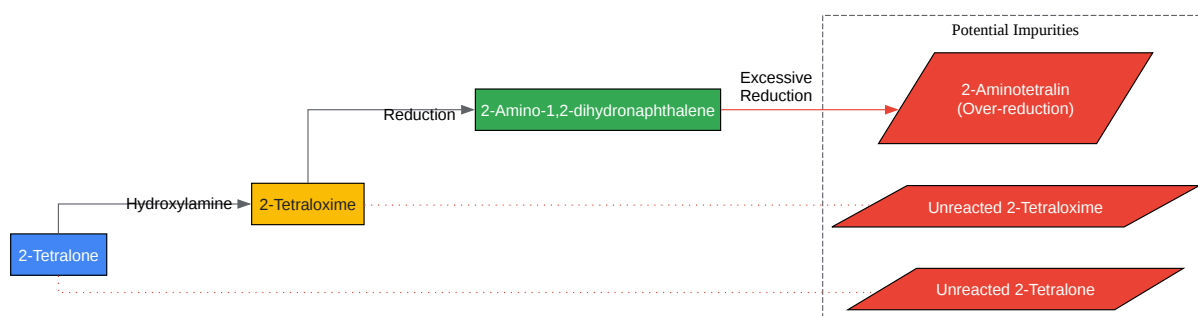 Potential Impurities
Excessive
Reduction
2-Aminotetralin
(Over-reduction)
2-Amino-1,2-dihydronaphthalene
Reduction
Hydroxylamine
2-Tetraloxime
Unreacted 2-Tetraloxime
2-Tetralone
Unreacted 2-Tetralone